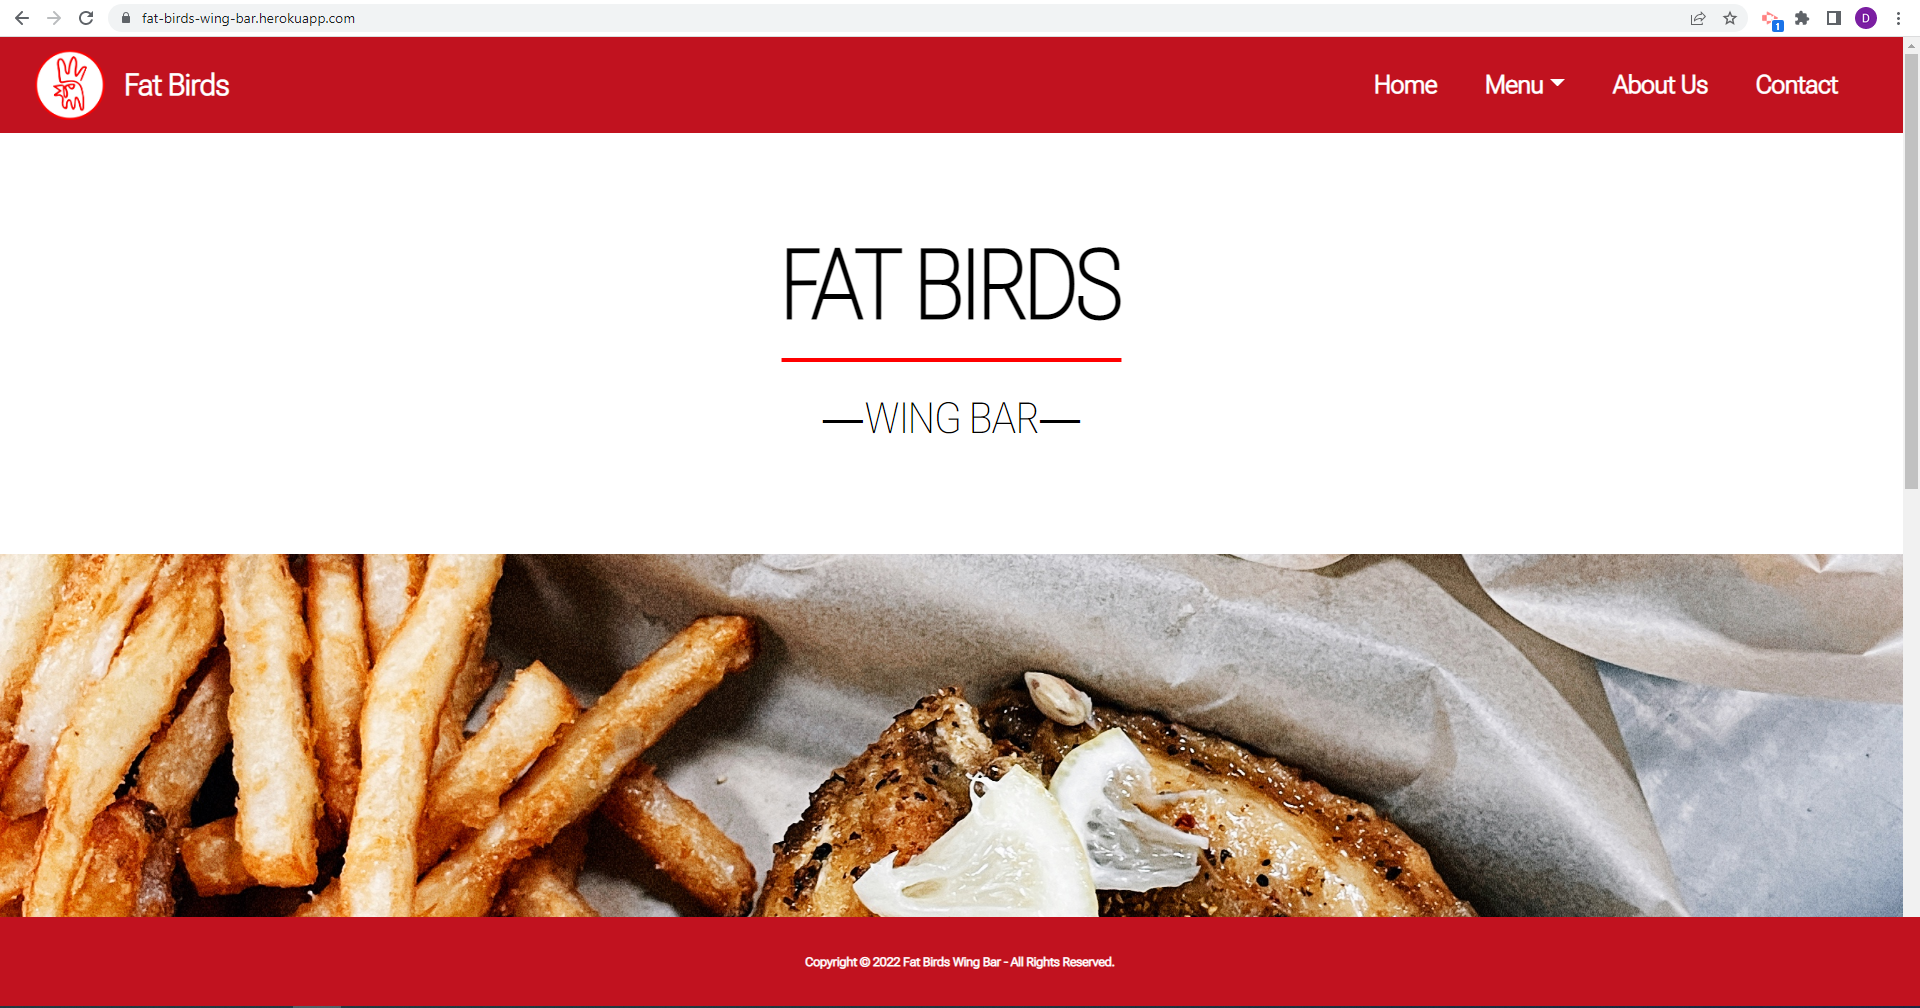 fat-birds-wing-bar.herokuapp.com
1
D
Fat Birds
Home
Menu
About Us
Contact
FAT BIRDS
—WING BAR—
Copyright © 2022 Fat Birds Wing Bar - All Rights Reserved.